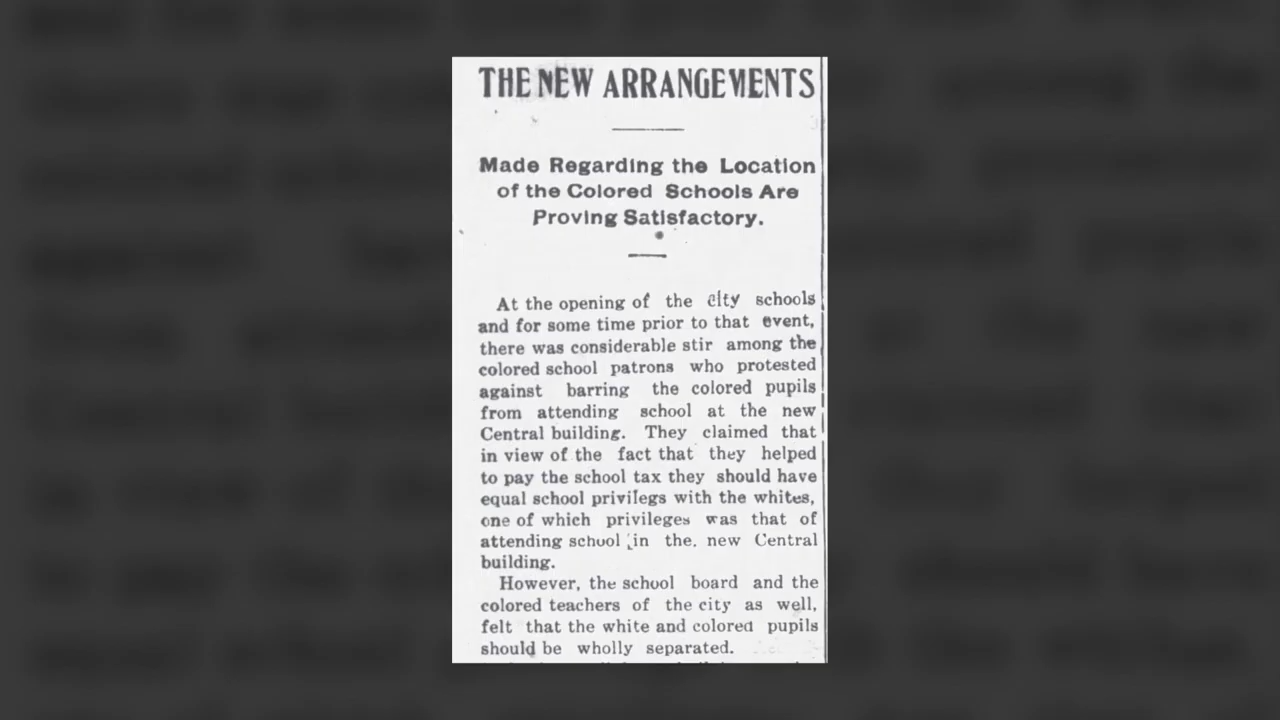 THE NEW ARRANGEMENTS
Made Regarding the Location
of the Colored Schools Are
Proving Satisfactory.
At the opening of the city schools
and for some time prior to that event,
there was considerable stir among the
colored school patrons who protested
against barring the colored pupils
from attending school at the new
Central building. They claimed that
in view of the fact that they helped
to pay the school tax they should have
equal school privilegs with the whites,
one of which privileges was that of
attending school in the. new Central
building.
However, the school board and the
colored teachers of the city as well,
felt that the white and colored pupils
should be wholly separated.